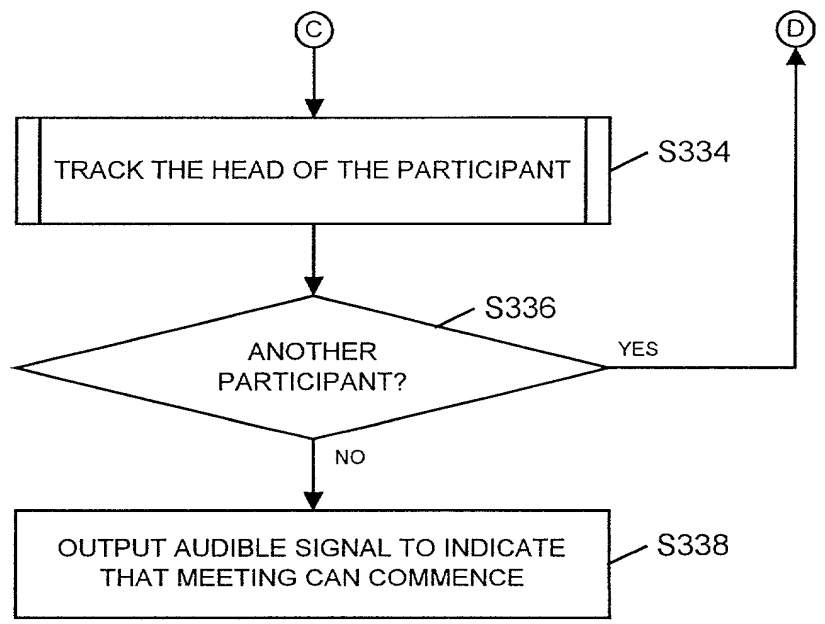 C
D
TRACK THE HEAD OF THE PARTICIPANT
S334
S336
ANOTHER
PARTICIPANT?
YES
NO
OUTPUT AUDIBLE SIGNAL TO INDICATE
THAT MEETING CAN COMMENCE
S338